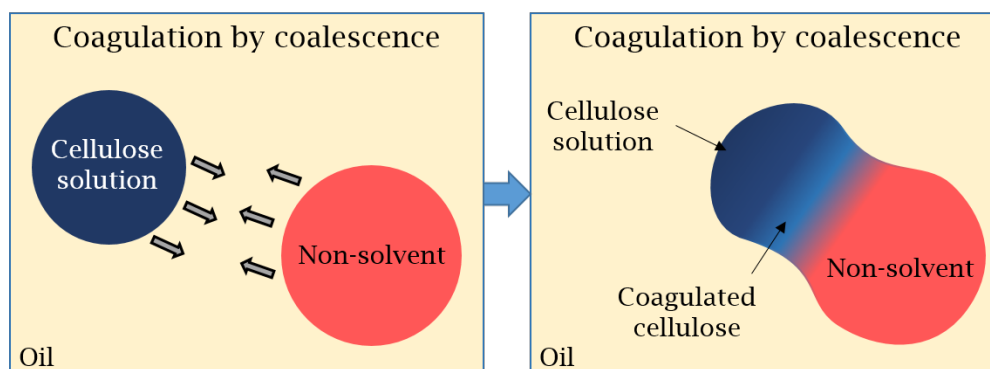 Coagulation by coalescence
Cellulose
solution
Non-solvent
Oil
Coagulation by coalescence
Cellulose
solution
Non-solvent
Coagulated
cellulose
Oil